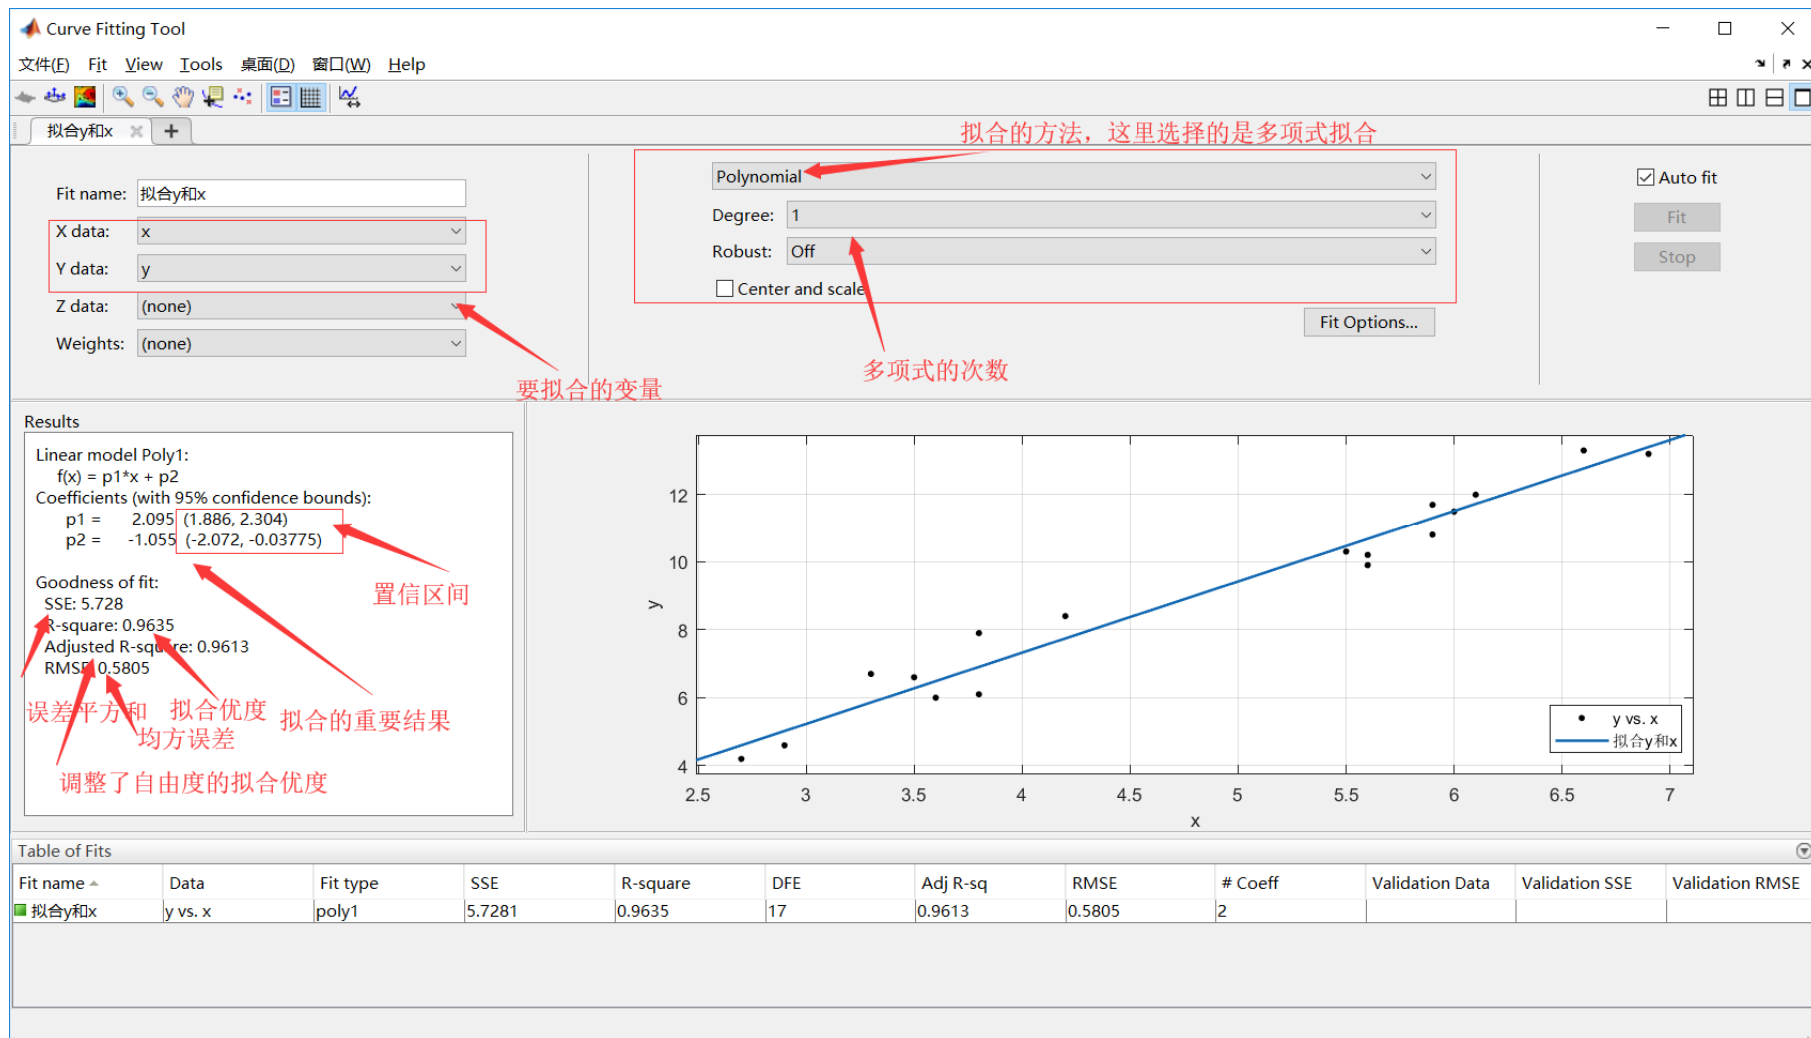 Curve Fitting Tool
文件(F) Fit View Tools 桌面(D) 窗口(W) Help
拟合y和x
拟合的方法，这里选择的是多项式拟合
Fit name: 拟合y和x
X data: x
Y data: y
Z data: (none)
Weights: (none)
要拟合的变量
Polynomial
Degree: 1
Robust: Off
Center and scale
多项式的次数
Fit Options...
Auto fit
Fit
Stop
Results
Linear model Poly1:
f(x) = p1*x + p2
Coefficients (with 95% confidence bounds):
p1 = 2.095 (1.886, 2.304)
p2 = -1.055 (-2.072, -0.03775)
置信区间
Goodness of fit:
SSE: 5.728
R-square: 0.9635
Adjusted R-square: 0.9613
RMSE: 0.5805
误差平方和 拟合优度 拟合的重要结果
均方误差
调整了自由度的拟合优度
12
10
8
6
4
y
2.5 3 3.5 4 4.5 5 5.5 6 6.5 7
x
y vs. x
拟合y和x
Table of Fits
Fit name Data Fit type SSE R-square DFE Adj R-sq RMSE # Coeff Validation Data Validation SSE Validation RMSE
拟合y和x y vs. x poly1 5.7281 0.9635 17 0.9613 0.5805 2